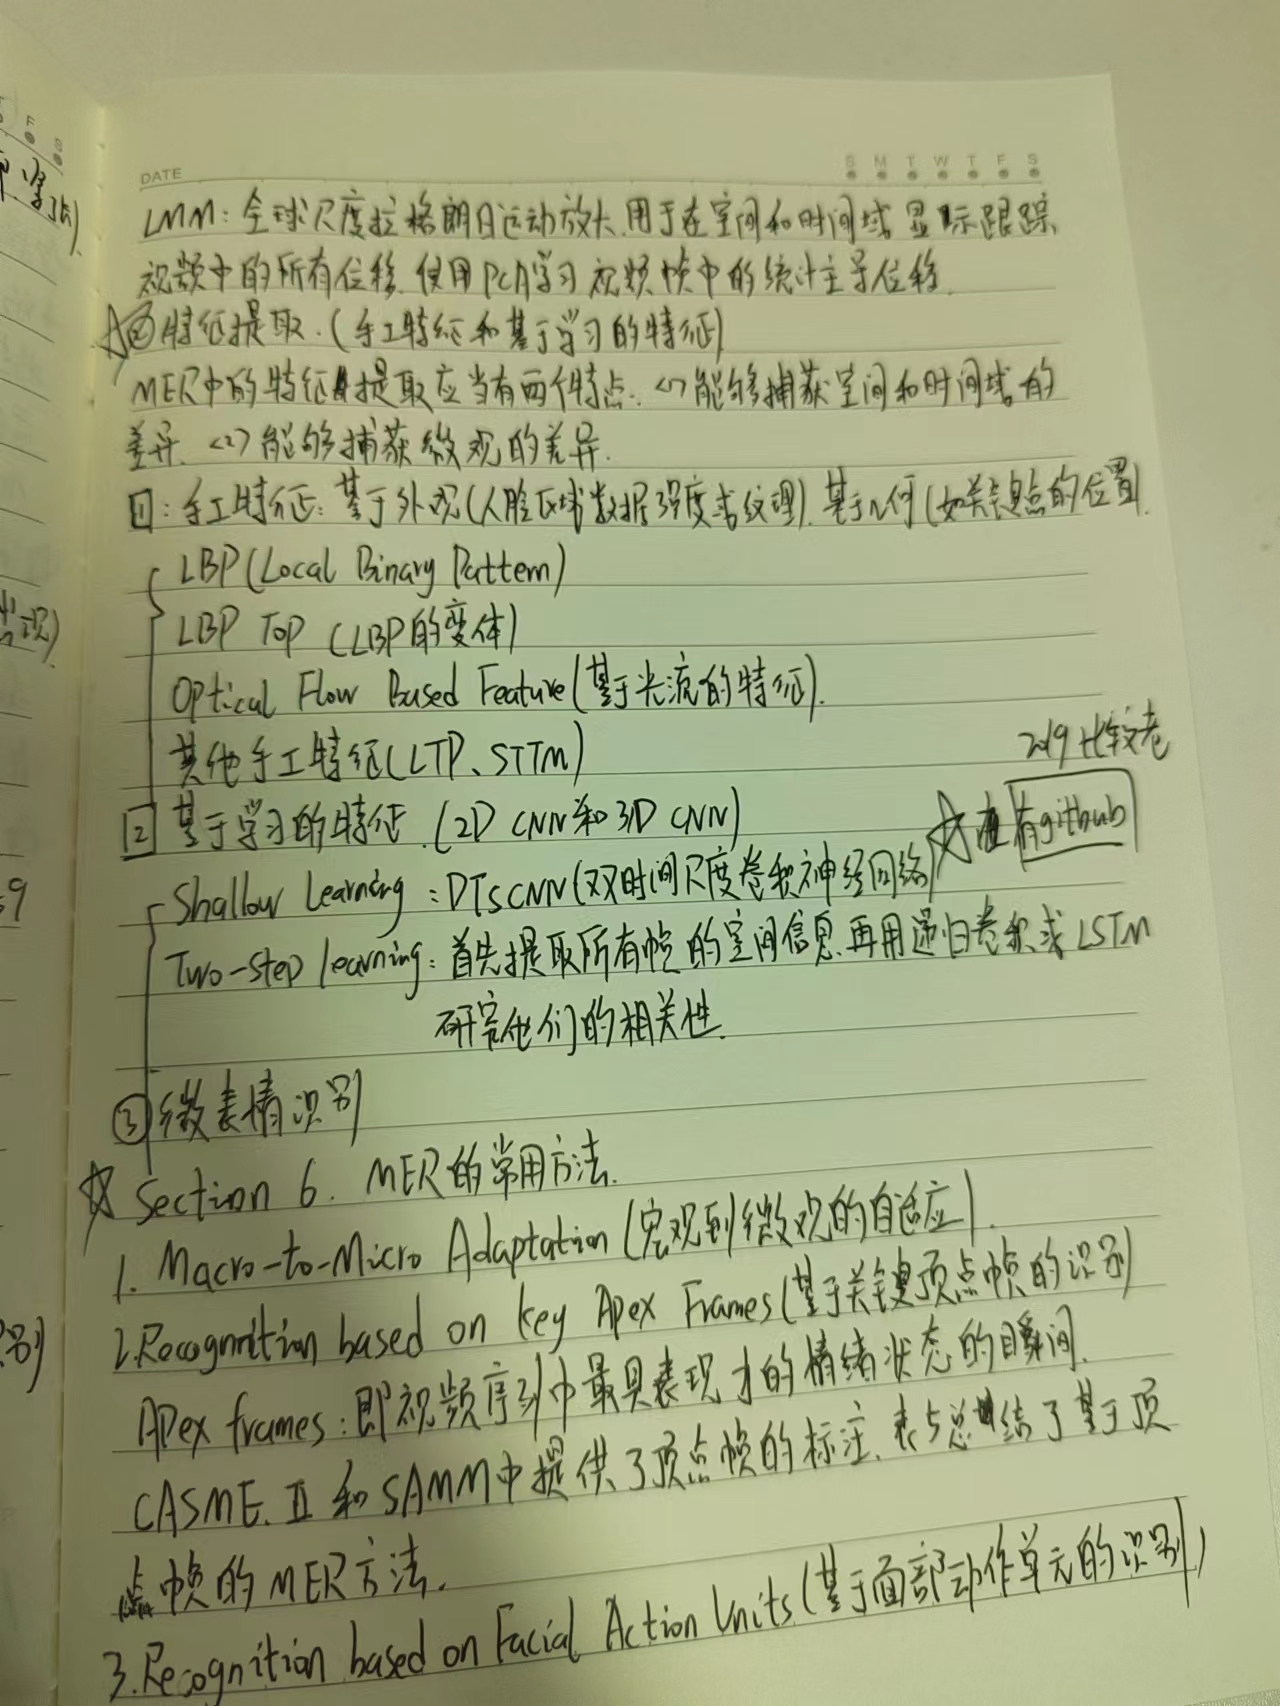 DATE
S M T W T F S
LMM: 全球尺度拉格朗日运动放大.用于在空间和时间域 显示跟踪
视频中的所有位移.使用PCA学习 视频帧中的统计主导位移.
☆②特征提取.(手工特征和基于学习的特征)
MER中的特征提取应当有两个特点.<1>能够捕获空间和时间域的
差异.<2>能够捕获微观的差异.
1: 手工特征: 基于外观(人脸区域数据强度或纹理).基于几何(如关键点的位置).
LBP(Local Binary Pattern)
LBP TOP (LBP的变体)
Optical Flow Based Feature(基于光流的特征).
其他手工特征(LTP、STTM)
2019 比较老
2 基于学习的特征.(2D CNN和3D CNN)
☆ 有github
Shallow Learning: DTSCNN(双时间尺度卷积神经网络)
Two-step learning: 首先提取所有帧的空间信息.再用递归卷积或LSTM
研究他们的相关性.
③微表情识别
☆ Section 6. MER的常用方法.
1. Macro-to-Micro Adaptation(宏观到微观的自适应).
2.Recognition based on key Apex Frames(基于关键顶点帧的识别)
Apex frames: 即视频序列中最具表现力的情绪状态的瞬间.
CASME.II 和SAMM中提供了顶点帧的标注.表5总结了基于顶
点帧的MER方法.
3.Recognition based on Facial Action Units(基于面部动作单元的识别)